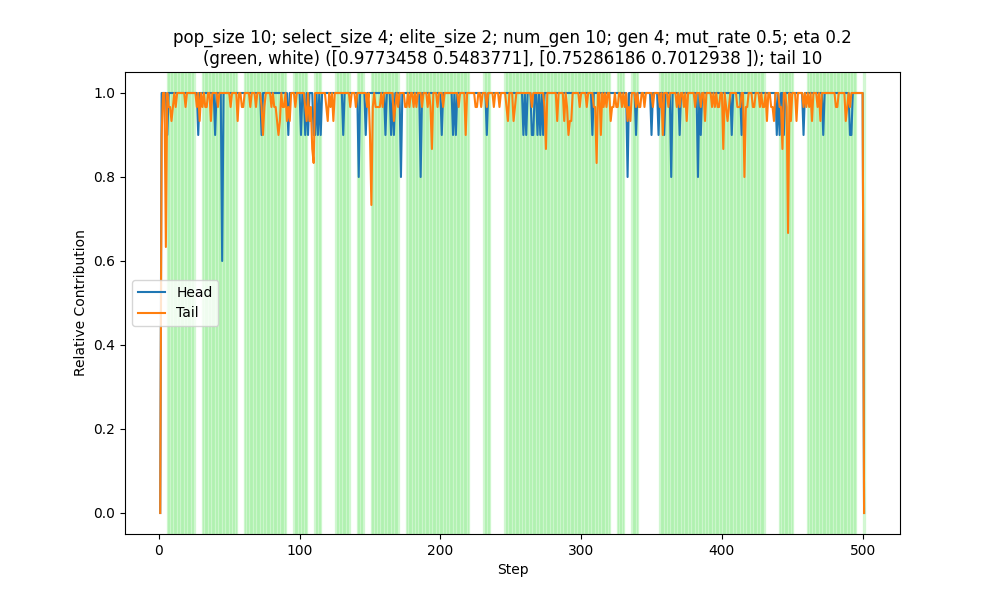 pop_size 10; select_size 4; elite_size 2; num_gen 10; gen 4; mut_rate 0.5; eta 0.2
(green, white) ([0.9773458 0.5483771], [0.75286186 0.7012938 ]); tail 10
1.0
0.8
0.6
0.4
0.2
0.0
Relative Contribution
Head
Tail
0
100
200
300
400
500
Step